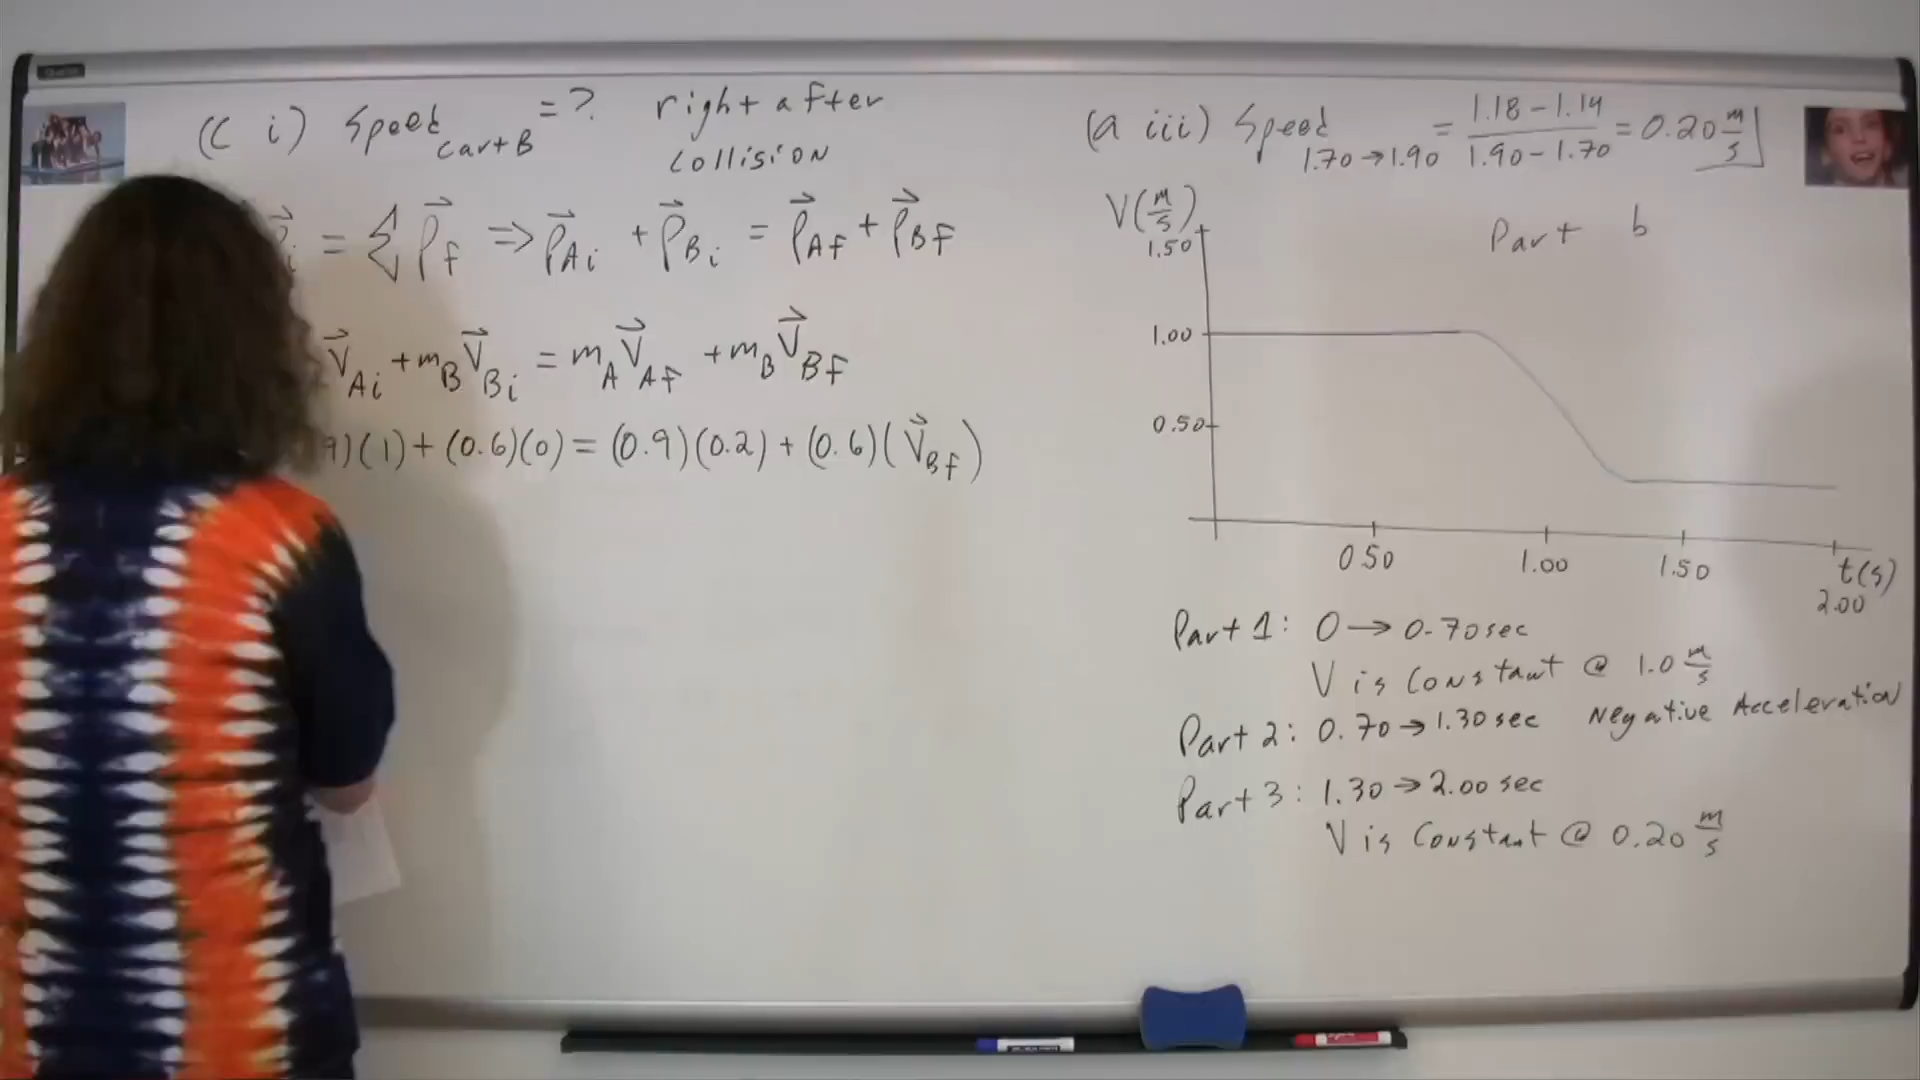 (c i) Speed cart B = ? right after
collision
i = Σ P⃗f ⇒ P⃗Ai + P⃗Bi = P⃗Af + P⃗Bf
V⃗Ai + mB V⃗Bi = mA V⃗Af + mB V⃗Bf
9)(1) + (0.6)(0) = (0.9)(0.2) + (0.6)(V⃗Bf)
(a iii) Speed 1.70→1.90 = (1.18 - 1.14)/(1.90 - 1.70) = 0.20 m/s
Part b
V(m/s)
1.50
1.00
0.50
0.50 1.00 1.50 2.00
t(s)
Part 1: 0 → 0.70 sec
V is Constant @ 1.0 m/s
Part 2: 0.70 → 1.30 sec Negative Acceleration
Part 3: 1.30 → 2.00 sec
V is Constant @ 0.20 m/s